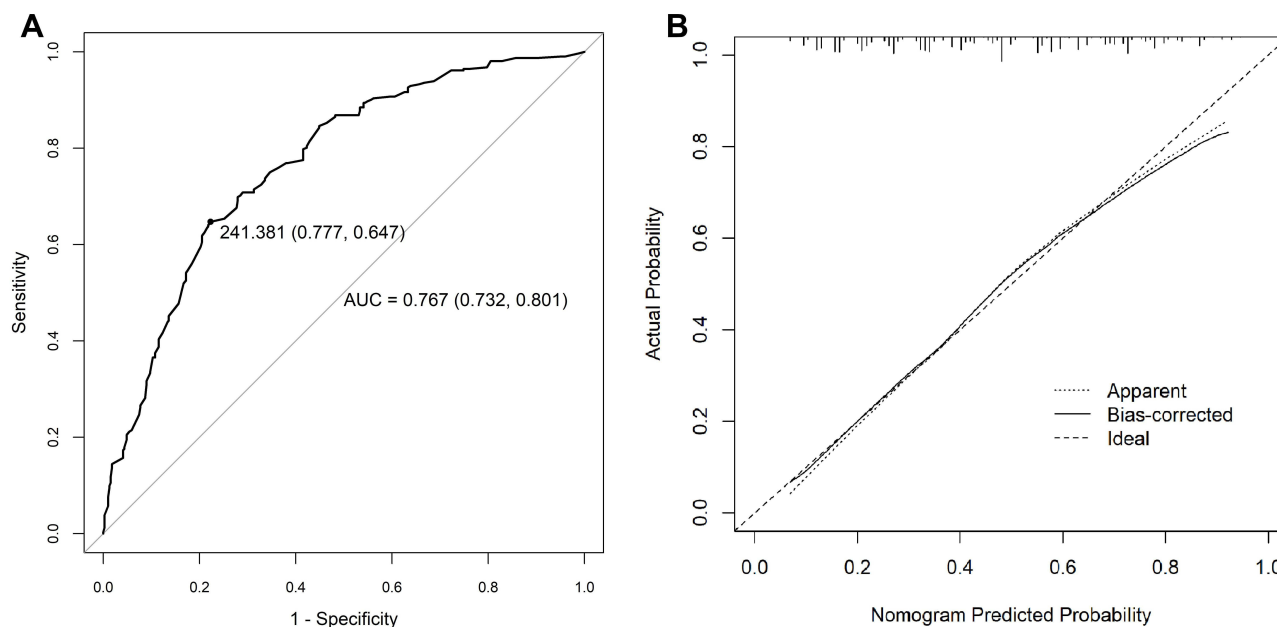 A
1.0
0.8
0.6
0.4
0.2
0.0
Sensitivity
241.381 (0.777, 0.647)
AUC = 0.767 (0.732, 0.801)
0.0 0.2 0.4 0.6 0.8 1.0
1 - Specificity
B
1.0
0.8
0.6
0.4
0.2
0.0
Actual Probability
Apparent
Bias-corrected
Ideal
0.0 0.2 0.4 0.6 0.8 1.0
Nomogram Predicted Probability